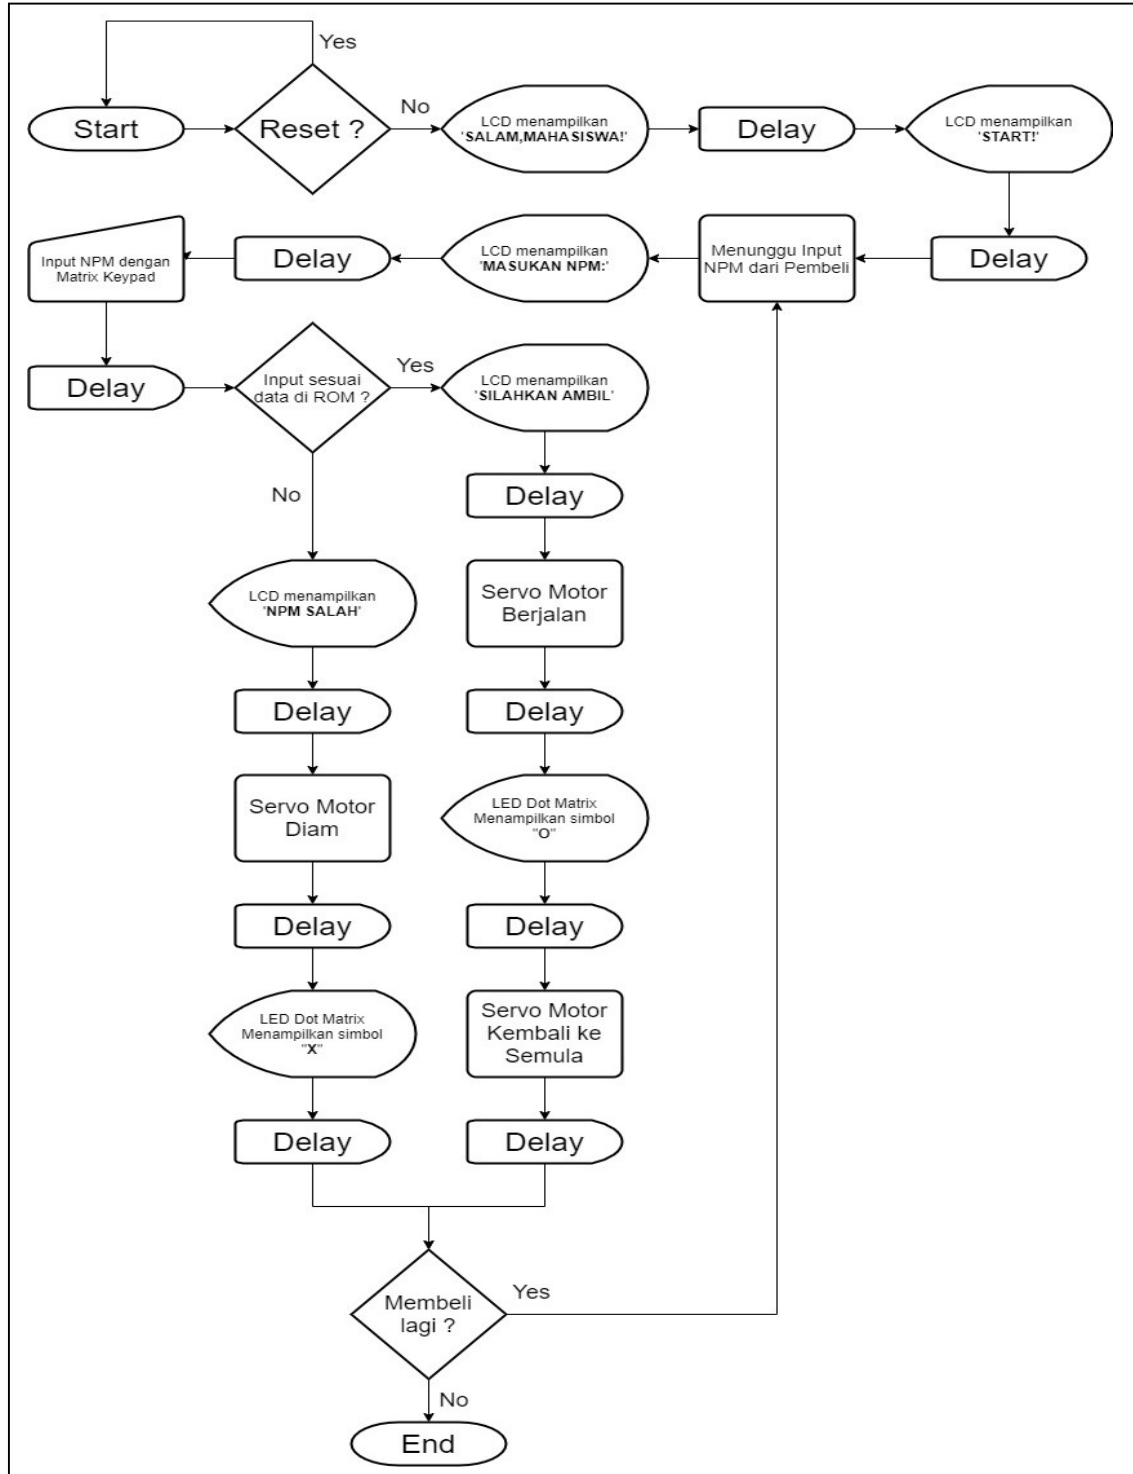 Yes
Start
Reset ?
No
LCD menampilkan
'SALAM,MAHASISWA!'
Delay
LCD menampilkan
'START!'
Delay
Menunggu Input
NPM dari Pembeli
LCD menampilkan
'MASUKAN NPM:'
Delay
Input NPM dengan
Matrix Keypad
Delay
Input sesuai
data di ROM ?
Yes
LCD menampilkan
'SILAHKAN AMBIL'
Delay
Servo Motor
Berjalan
Delay
LED Dot Matrix
Menampilkan simbol
"O"
Delay
Servo Motor
Kembali ke
Semula
Delay
No
LCD menampilkan
'NPM SALAH'
Delay
Servo Motor
Diam
Delay
LED Dot Matrix
Menampilkan simbol
"X"
Delay
Membeli
lagi ?
Yes
No
End